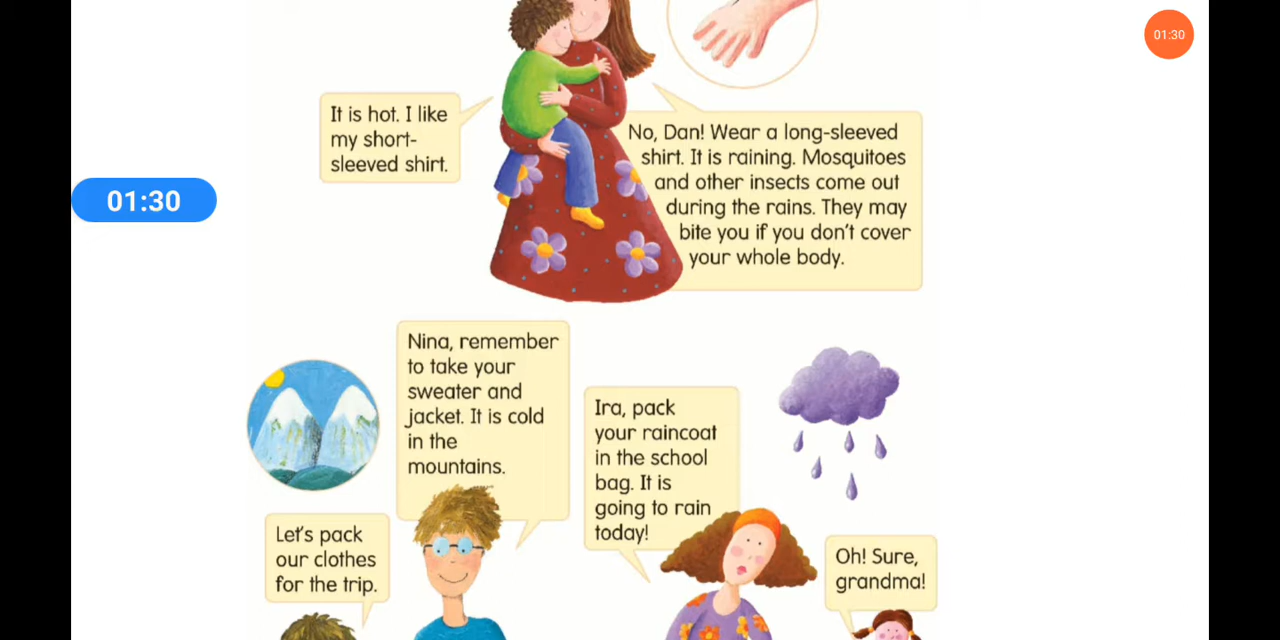 01:30
01:30
It is hot. I like
my short-
sleeved shirt.
No, Dan! Wear a long-sleeved
shirt. It is raining. Mosquitoes
and other insects come out
during the rains. They may
bite you if you don't cover
your whole body.
Nina, remember
to take your
sweater and
jacket. It is cold
in the
mountains.
Ira, pack
your raincoat
in the school
bag. It is
going to rain
today!
Let's pack
our clothes
for the trip.
Oh! Sure,
grandma!